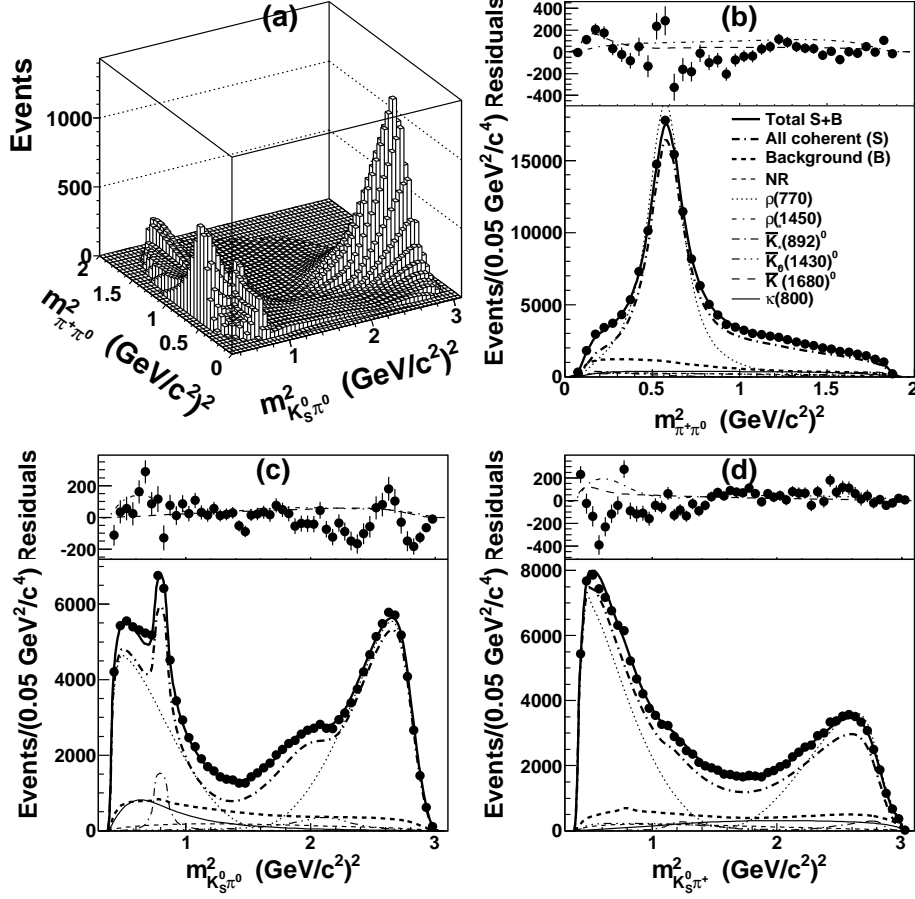 (a)
Events
1000
500
0
2
1.5
1
0.5
0
1
2
3
m²π⁺π⁰ (GeV/c²)²
m²K⁰Sπ⁰ (GeV/c²)²
(b)
Residuals
400
200
0
-200
-400
Events/(0.05 GeV²/c⁴)
15000
10000
5000
0
Total S+B
All coherent (S)
Background (B)
NR
ρ(770)
ρ(1450)
K̅*(892)⁰
K̅₀(1430)⁰
K̅ (1680)⁰
κ(800)
0 0.5 1 1.5 2
m²π⁺π⁰ (GeV/c²)²
(c)
Residuals
200
0
-200
Events/(0.05 GeV²/c⁴)
6000
4000
2000
0
1 2 3
m²K⁰Sπ⁰ (GeV/c²)²
(d)
Residuals
200
0
-200
-400
Events/(0.05 GeV²/c⁴)
8000
6000
4000
2000
0
1 2 3
m²K⁰Sπ⁺ (GeV/c²)²